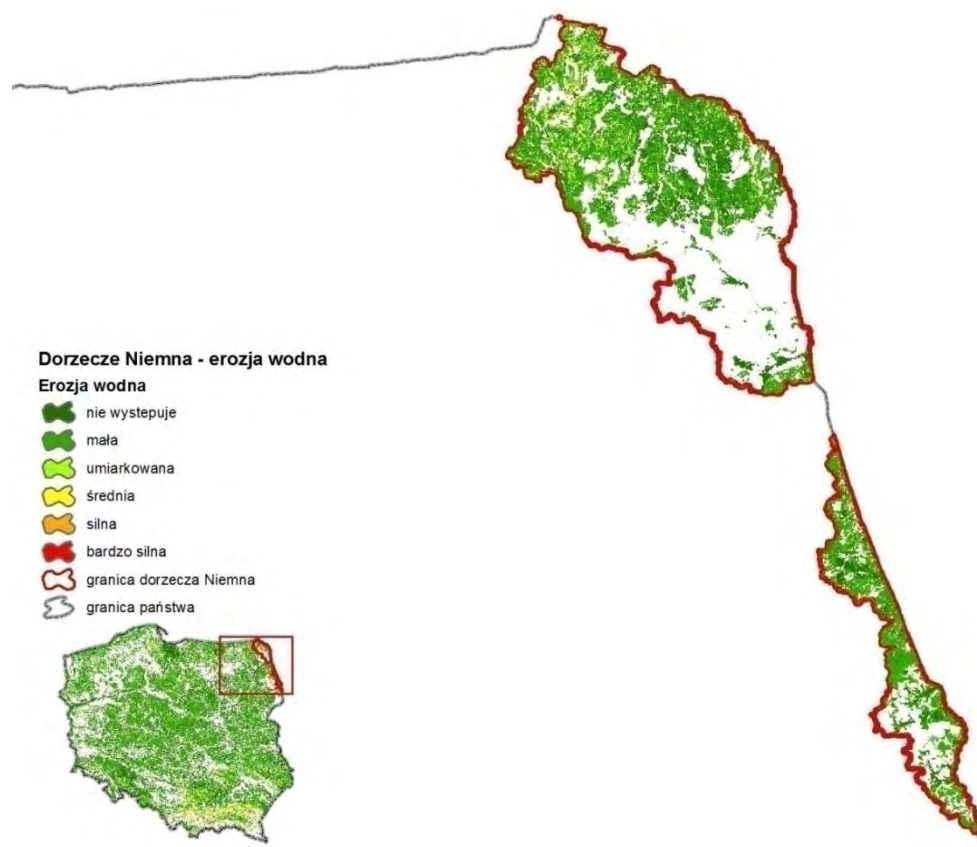 Dorzecze Niemna - erozja wodna
Erozja wodna
nie wystepuje
mała
umiarkowana
średnia
silna
bardzo silna
granica dorzecza Niemna
granica państwa